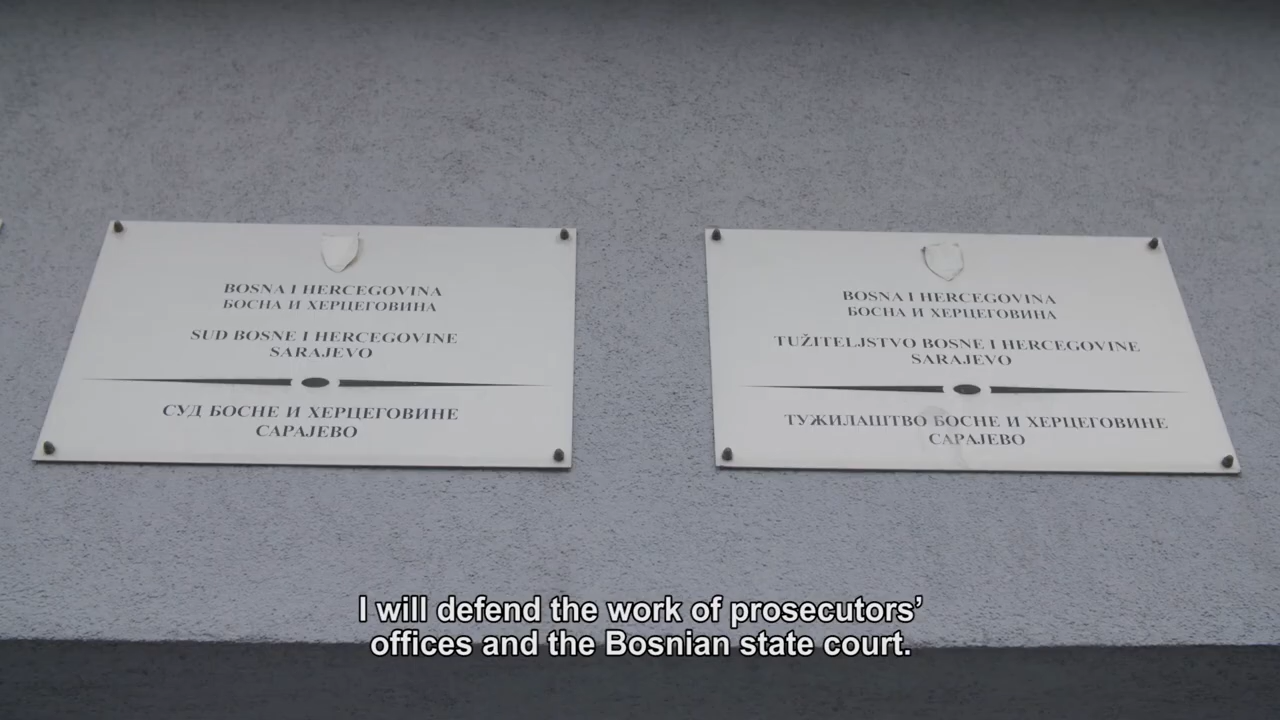 BOSNA I HERCEGOVINA
БОСНА И ХЕРЦЕГОВИНА
SUD BOSNE I HERCEGOVINE
SARAJEVO
СУД БОСНЕ И ХЕРЦЕГОВИНЕ
САРАЈЕВО
BOSNA I HERCEGOVINA
БОСНА И ХЕРЦЕГОВИНА
TUŽITELJSTVO BOSNE I HERCEGOVINE
SARAJEVO
ТУЖИЛАШТВО БОСНЕ И ХЕРЦЕГОВИНЕ
САРАЈЕВО
I will defend the work of prosecutors’
offices and the Bosnian state court.